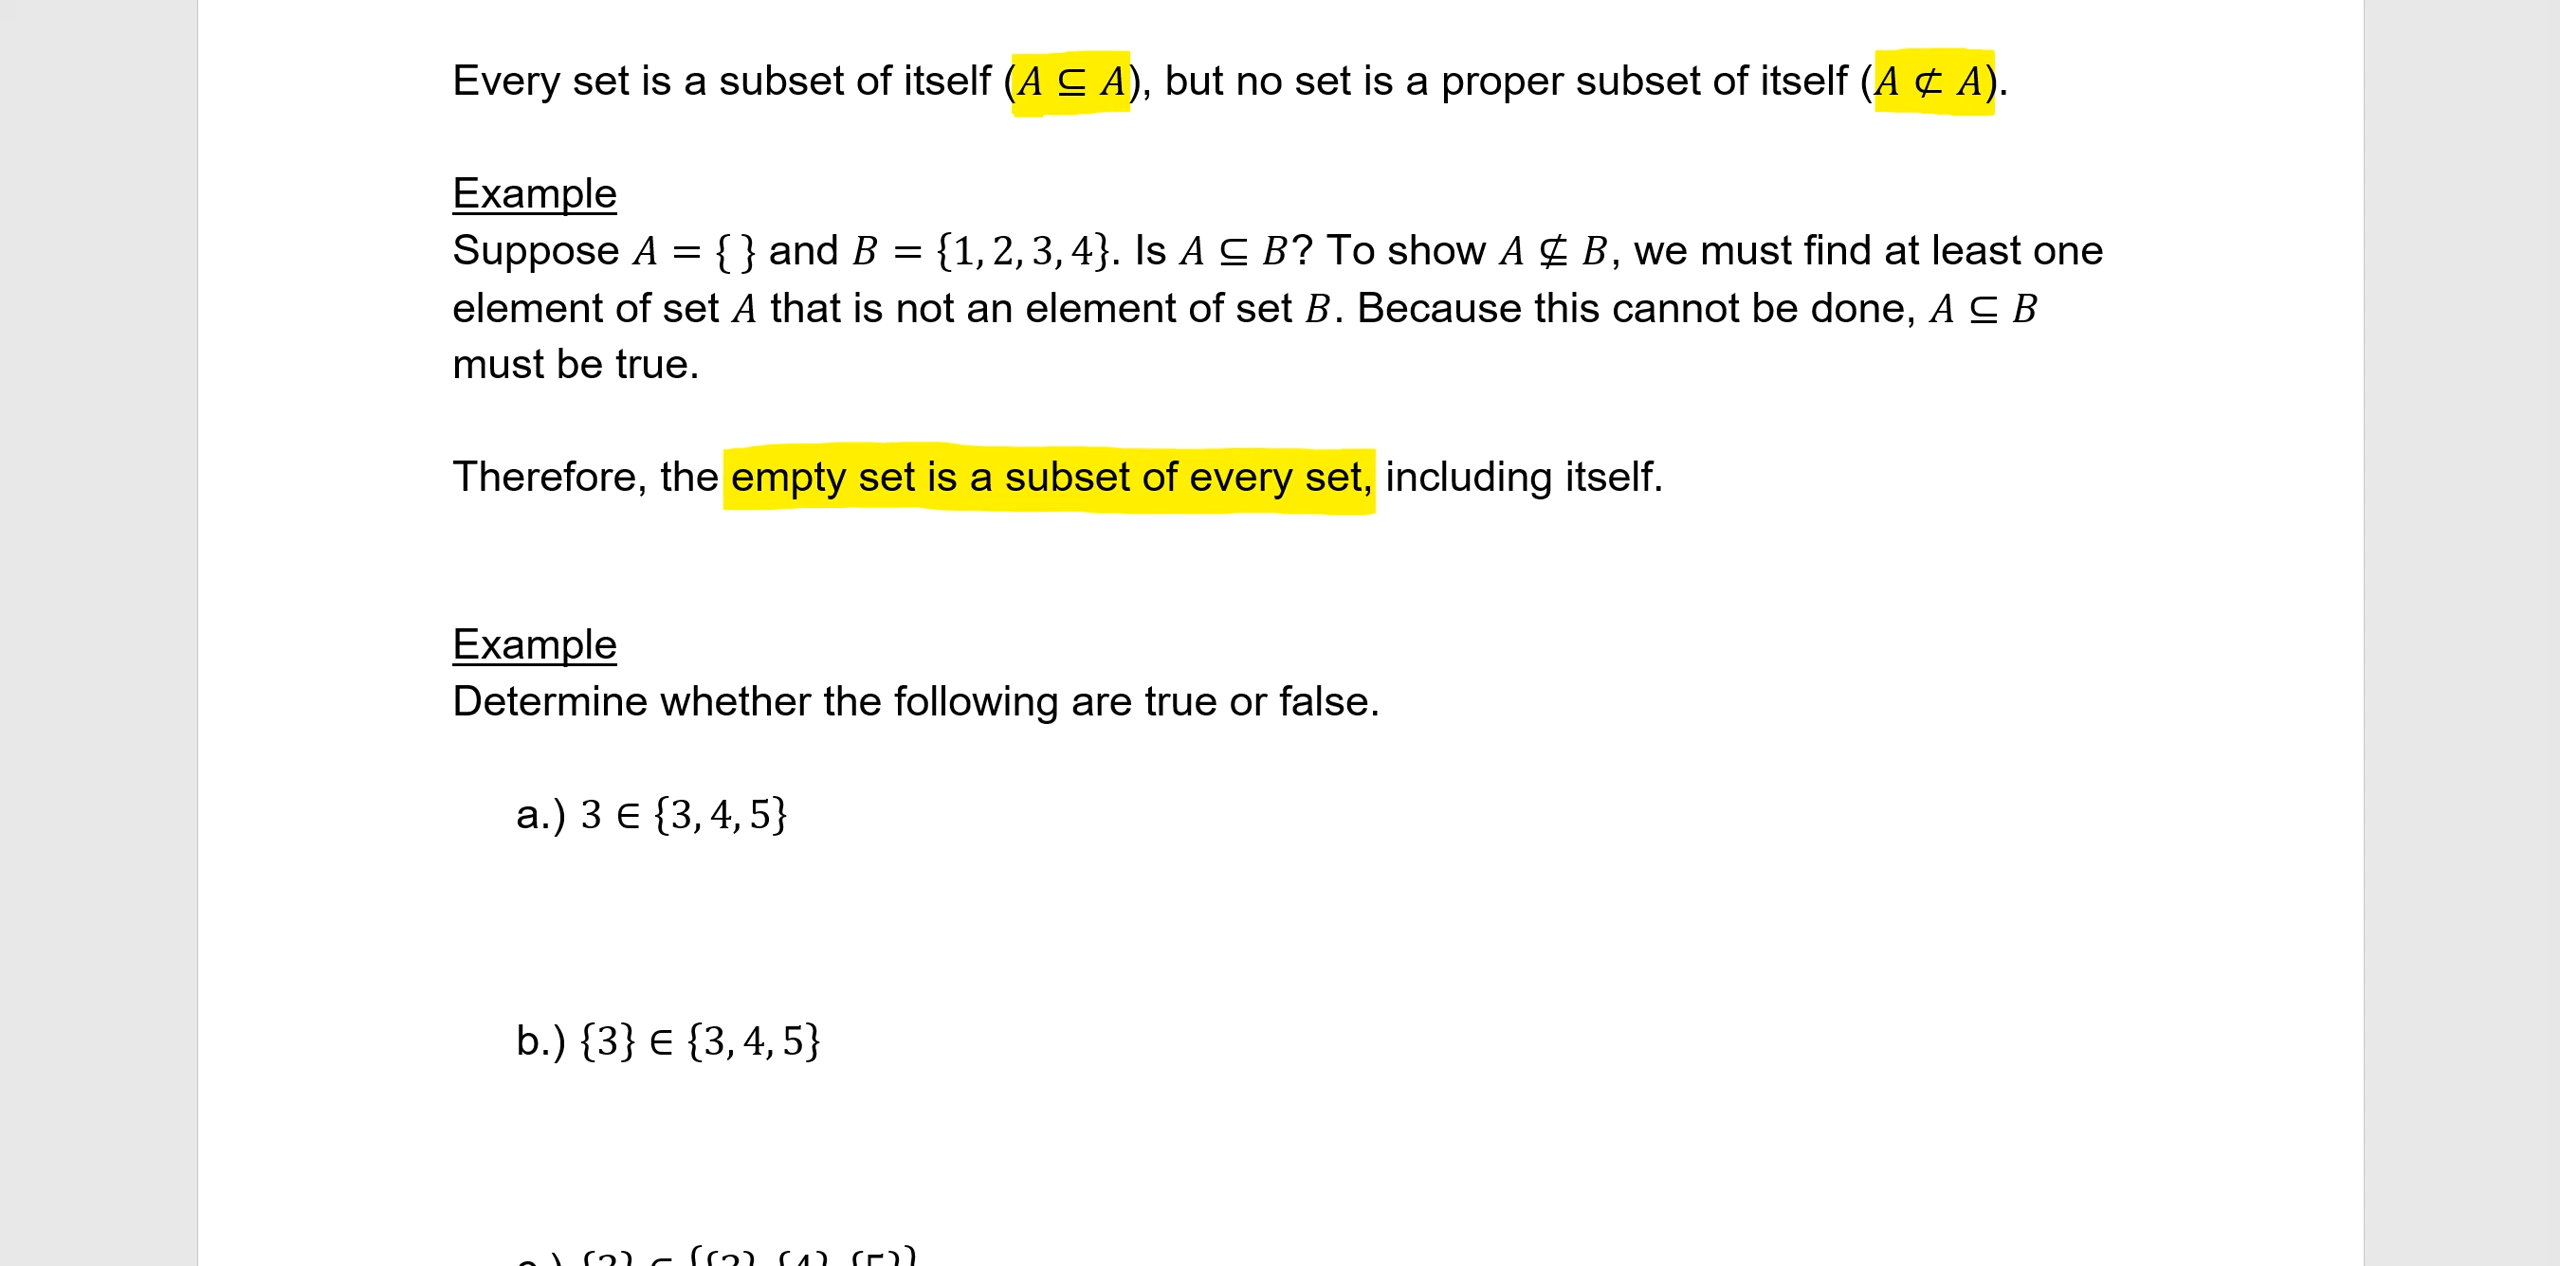 Every set is a subset of itself (A ⊆ A), but no set is a proper subset of itself (A ⊄ A).
Example
Suppose A = { } and B = {1, 2, 3, 4}. Is A ⊆ B? To show A ⊈ B, we must find at least one
element of set A that is not an element of set B. Because this cannot be done, A ⊆ B
must be true.
Therefore, the empty set is a subset of every set, including itself.
Example
Determine whether the following are true or false.
a.) 3 ∈ {3, 4, 5}
b.) {3} ∈ {3, 4, 5}